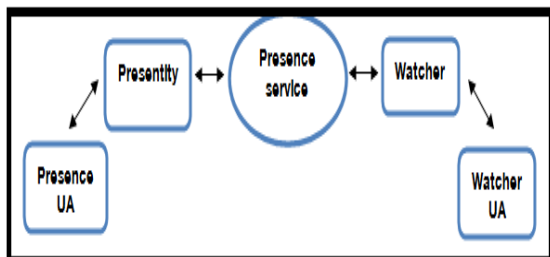 Presentity
Presence
service
Watcher
Presence
UA
Watcher
UA